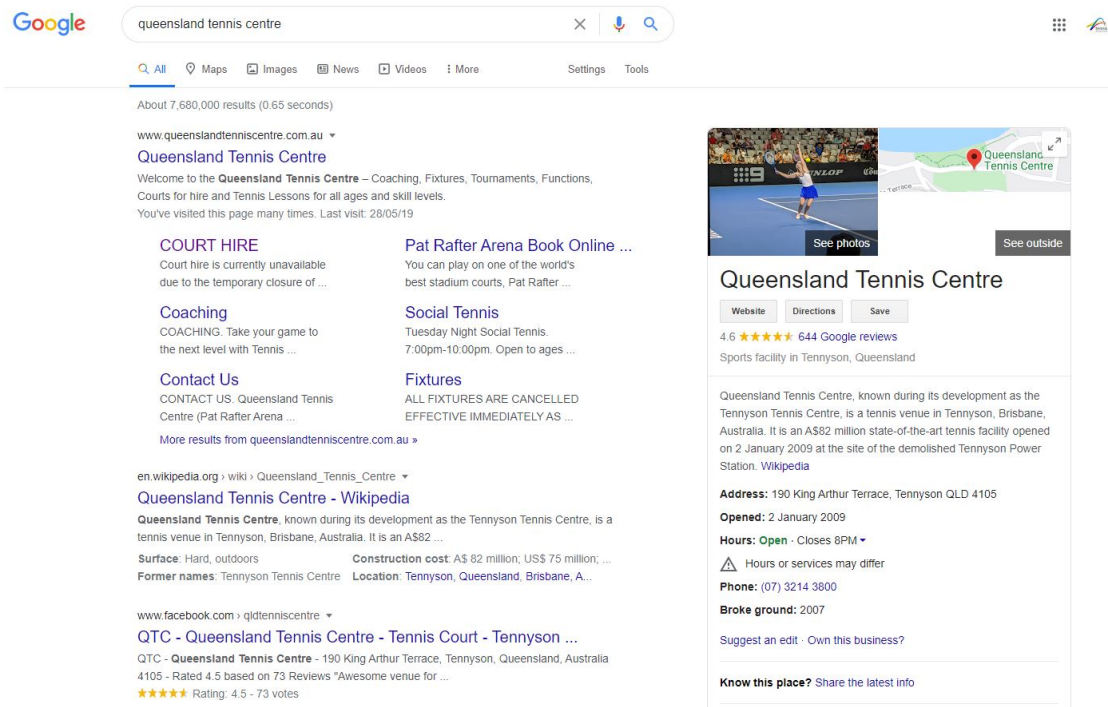 Google
queensland tennis centre
All Maps Images News Videos More Settings Tools
About 7,680,000 results (0.65 seconds)
www.queenslandtenniscentre.com.au
Queensland Tennis Centre
Welcome to the Queensland Tennis Centre – Coaching, Fixtures, Tournaments, Functions,
Courts for hire and Tennis Lessons for all ages and skill levels.
You've visited this page many times. Last visit: 28/05/19
COURT HIRE
Court hire is currently unavailable
due to the temporary closure of ...
Pat Rafter Arena Book Online ...
You can play on one of the world's
best stadium courts, Pat Rafter ...
Coaching
COACHING. Take your game to
the next level with Tennis ...
Social Tennis
Tuesday Night Social Tennis.
7:00pm-10:00pm. Open to ages ...
Contact Us
CONTACT US. Queensland Tennis
Centre (Pat Rafter Arena ...
Fixtures
ALL FIXTURES ARE CANCELLED
EFFECTIVE IMMEDIATELY AS ...
More results from queenslandtenniscentre.com.au »
en.wikipedia.org › wiki › Queensland_Tennis_Centre
Queensland Tennis Centre - Wikipedia
Queensland Tennis Centre, known during its development as the Tennyson Tennis Centre, is a
tennis venue in Tennyson, Brisbane, Australia. It is an A$82 ...
Surface: Hard, outdoors Construction cost: A$ 82 million; US$ 75 million; ...
Former names: Tennyson Tennis Centre Location: Tennyson, Queensland, Brisbane, A...
www.facebook.com › qldtenniscentre
QTC - Queensland Tennis Centre - Tennis Court - Tennyson ...
QTC - Queensland Tennis Centre - 190 King Arthur Terrace, Tennyson, Queensland, Australia
4105 - Rated 4.5 based on 73 Reviews "Awesome venue for ...
Rating: 4.5 - 73 votes
See photos
Queensland
Tennis Centre
Terrace
See outside
Queensland Tennis Centre
Website Directions Save
4.6 644 Google reviews
Sports facility in Tennyson, Queensland
Queensland Tennis Centre, known during its development as the
Tennyson Tennis Centre, is a tennis venue in Tennyson, Brisbane,
Australia. It is an A$82 million state-of-the-art tennis facility opened
on 2 January 2009 at the site of the demolished Tennyson Power
Station. Wikipedia
Address: 190 King Arthur Terrace, Tennyson QLD 4105
Opened: 2 January 2009
Hours: Open · Closes 8PM
Hours or services may differ
Phone: (07) 3214 3800
Broke ground: 2007
Suggest an edit · Own this business?
Know this place? Share the latest info